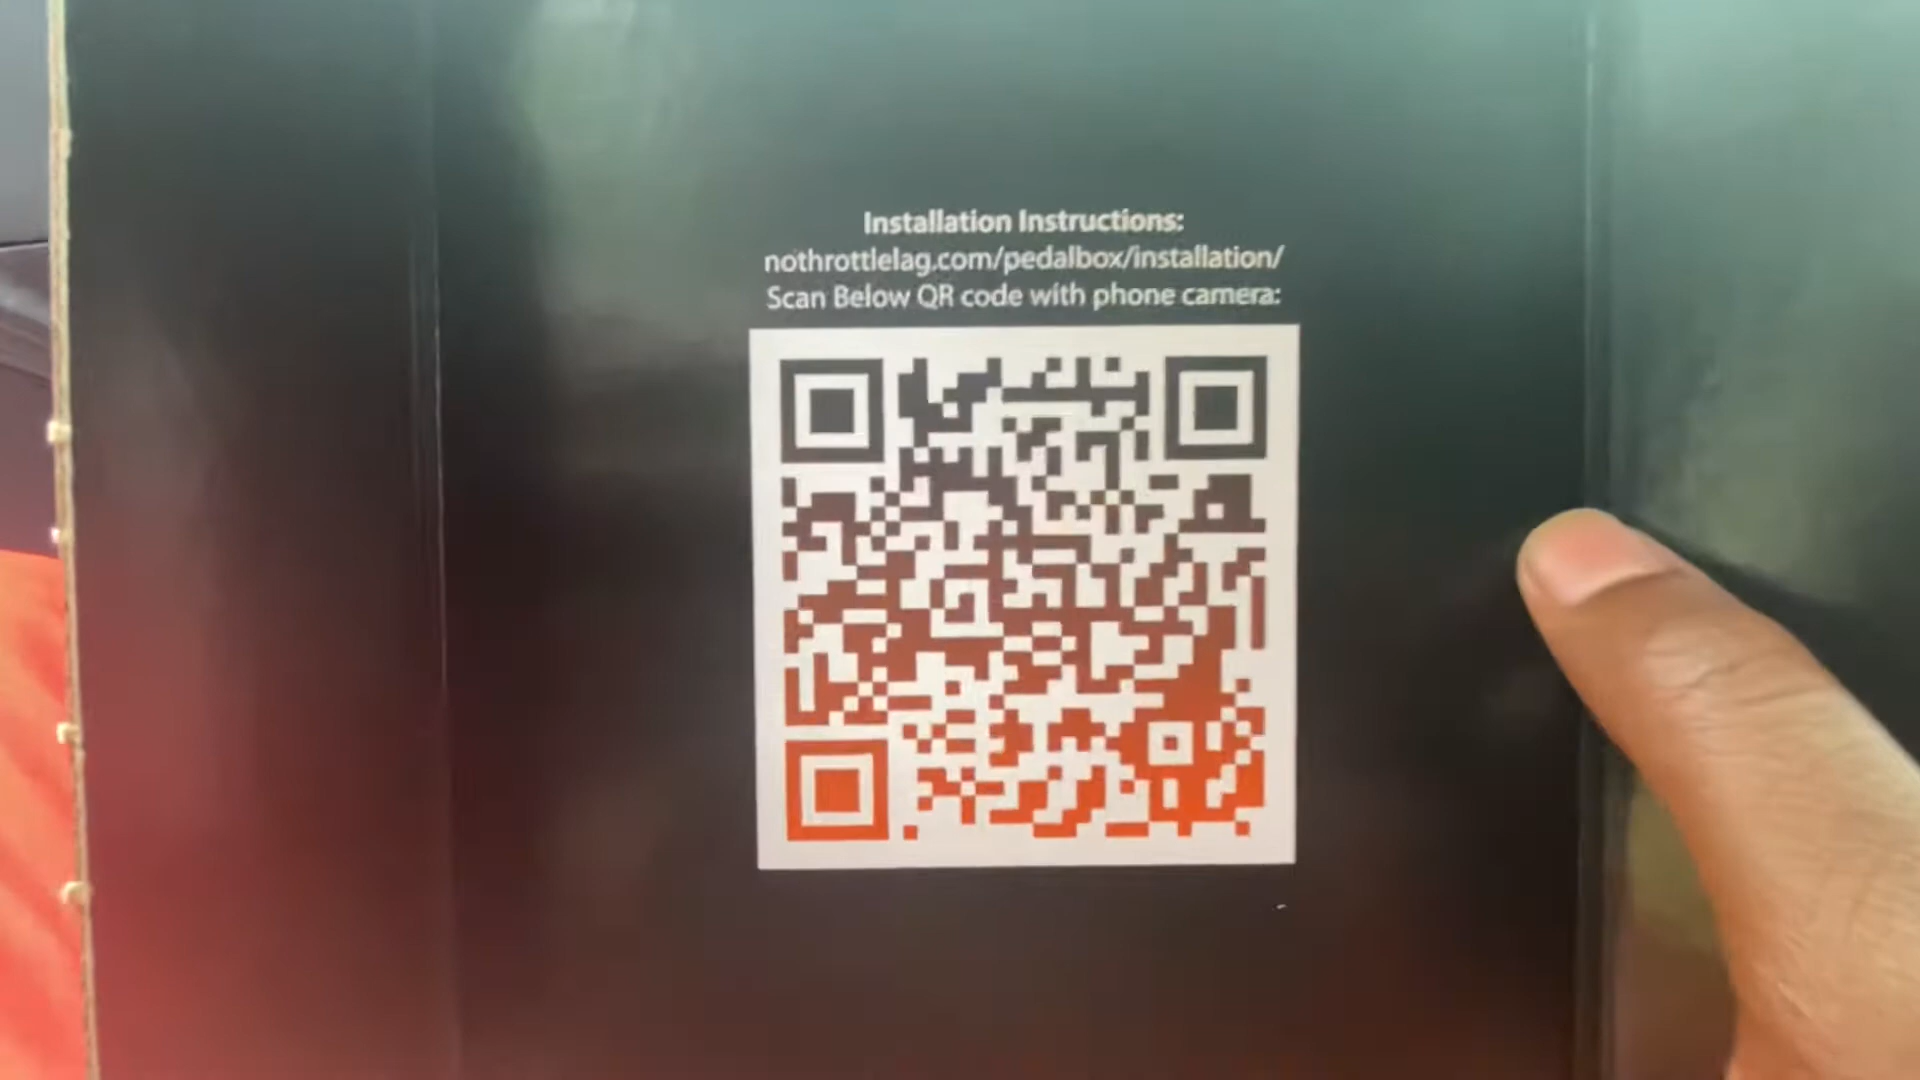 Installation Instructions:
nothrottlelag.com/pedalbox/installation/
Scan Below QR code with phone camera: